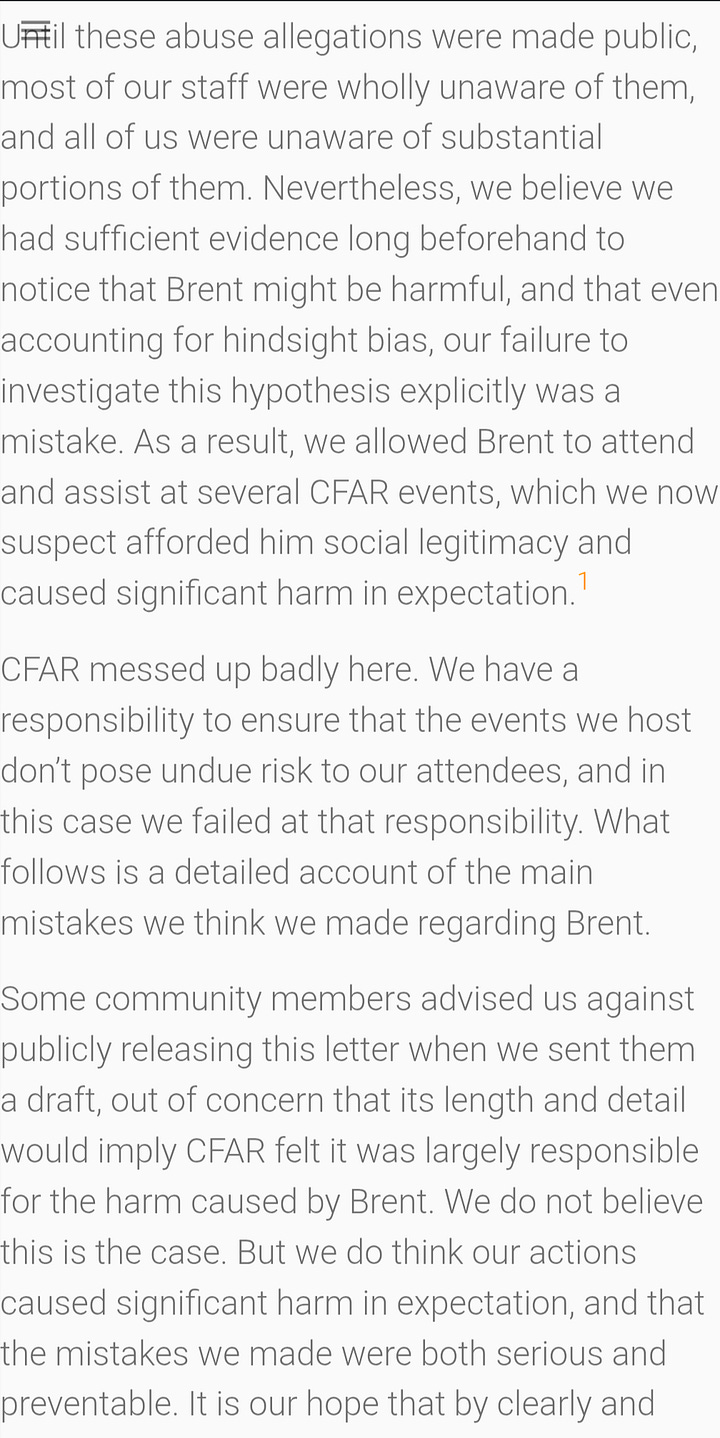 Until these abuse allegations were made public,
most of our staff were wholly unaware of them,
and all of us were unaware of substantial
portions of them. Nevertheless, we believe we
had sufficient evidence long beforehand to
notice that Brent might be harmful, and that even
accounting for hindsight bias, our failure to
investigate this hypothesis explicitly was a
mistake. As a result, we allowed Brent to attend
and assist at several CFAR events, which we now
suspect afforded him social legitimacy and
caused significant harm in expectation.1
CFAR messed up badly here. We have a
responsibility to ensure that the events we host
don’t pose undue risk to our attendees, and in
this case we failed at that responsibility. What
follows is a detailed account of the main
mistakes we think we made regarding Brent.
Some community members advised us against
publicly releasing this letter when we sent them
a draft, out of concern that its length and detail
would imply CFAR felt it was largely responsible
for the harm caused by Brent. We do not believe
this is the case. But we do think our actions
caused significant harm in expectation, and that
the mistakes we made were both serious and
preventable. It is our hope that by clearly and